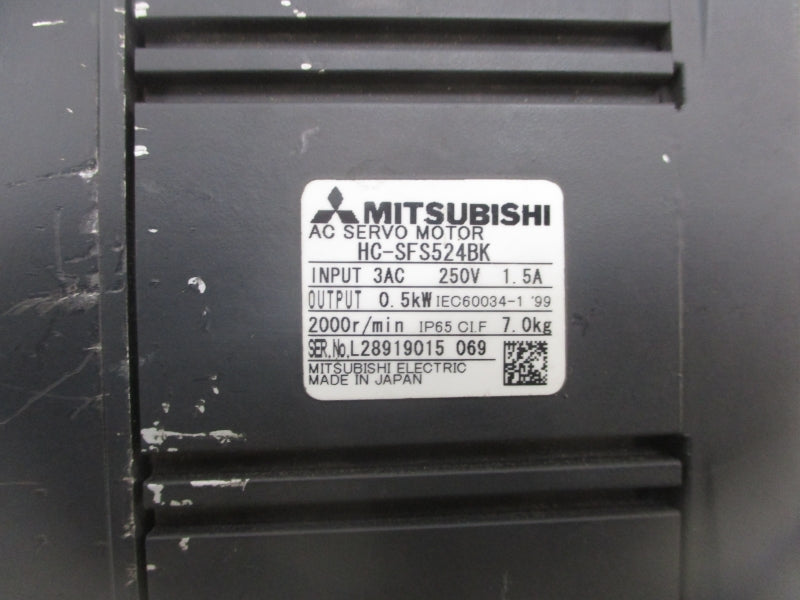 MITSUBISHI
AC SERVO MOTOR
HC-SFS524BK
INPUT 3AC 250V 1.5A
OUTPUT 0.5kW IEC60034-1 '99
2000r/min IP65 CI.F 7.0kg
SER.No.L28919015 069
MITSUBISHI ELECTRIC
MADE IN JAPAN